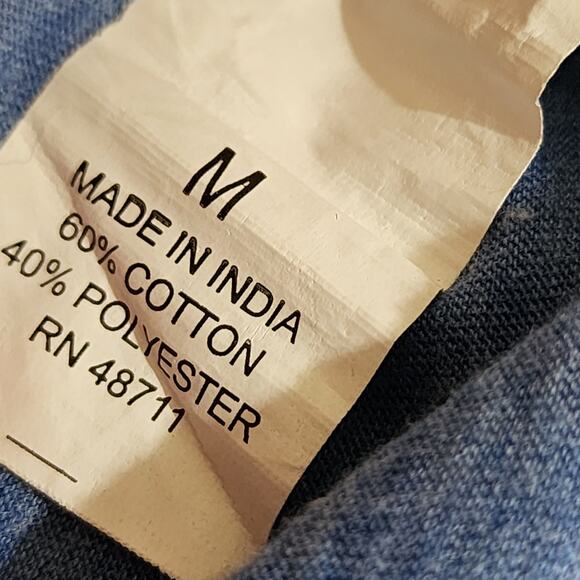 M
MADE IN INDIA
60% COTTON
40% POLYESTER
RN 48711